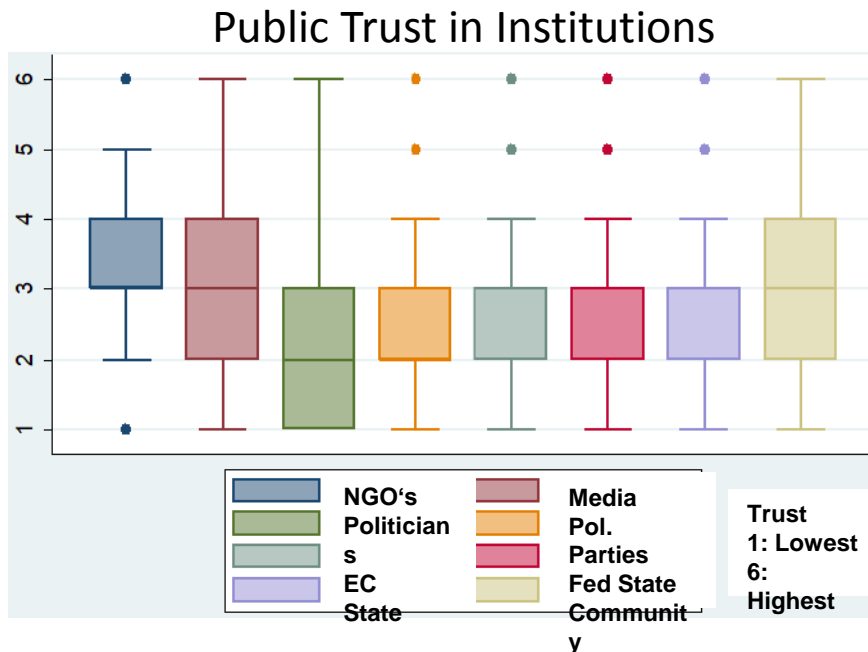 Public Trust in Institutions
6
5
4
3
2
1
NGO‘s
Politician
s
EC
State
Media
Pol.
Parties
Fed State
Communit
y
Trust
1: Lowest
6:
Highest